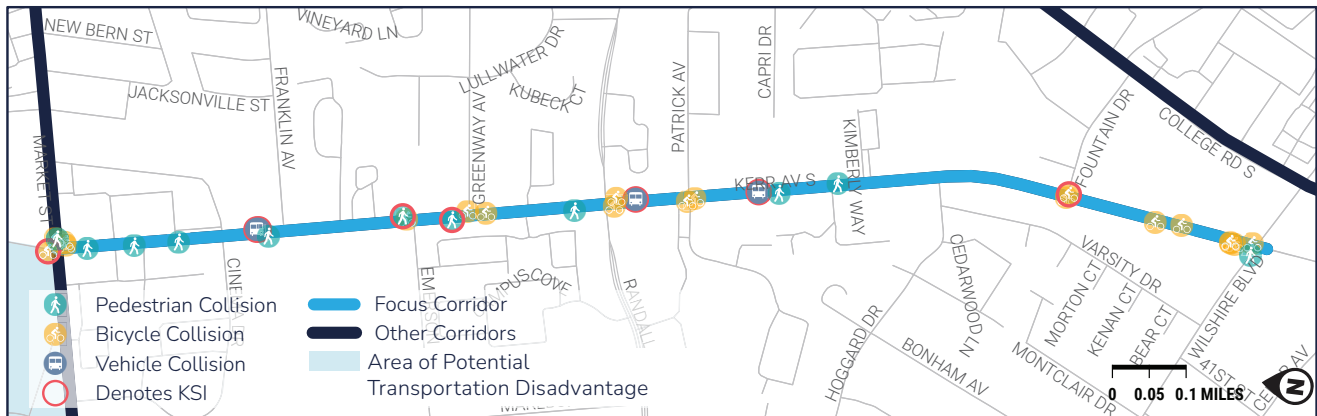 NEW BERN ST
VINEYARD LN
LULLWATER DR
KUBECK CT
JACKSONVILLE ST
FRANKLIN AV
GREENWAY AV
PATRICK AV
CAPRI DR
KIMBERLY WAY
FOUNTAIN DR
COLLEGE RD S
MARKET ST
KERR AV S
EMERSON
RANDALL
HOGGARD DR
CEDARWOOD LN
BONHAM AV
VARSITY DR
MORTON CT
KENAN CT
BEAR CT
MONTCLAIR DR
WILSHIRE BLVD
41ST ST
Pedestrian Collision
Bicycle Collision
Vehicle Collision
Denotes KSI
Focus Corridor
Other Corridors
Area of Potential
Transportation Disadvantage
0 0.05 0.1 MILES
N